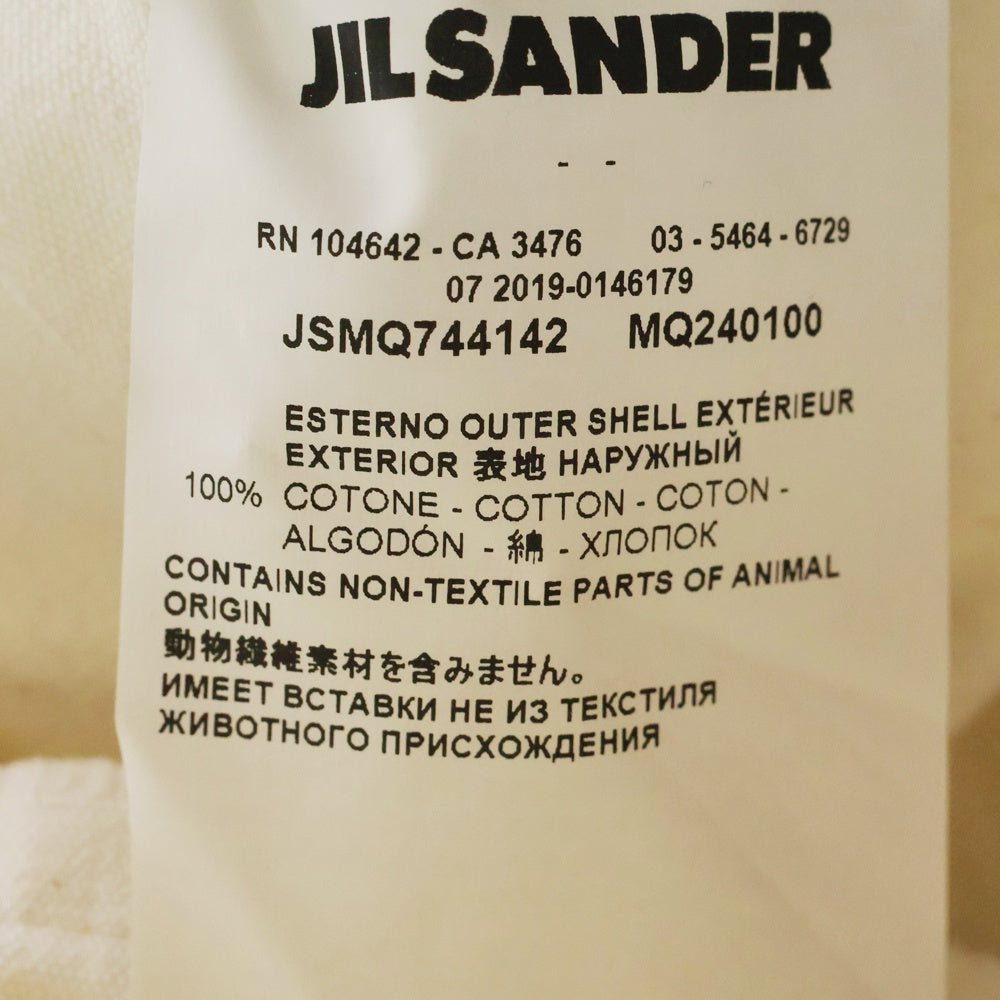 JIL SANDER
- -
RN 104642 - CA 3476 03 - 5464 - 6729
07 2019-0146179
JSMQ744142 MQ240100
ESTERNO OUTER SHELL EXTÉRIEUR
EXTERIOR 表地 НАРУЖНЫЙ
100% COTONE - COTTON - COTON -
ALGODÓN - 綿 - ХЛОПОК
CONTAINS NON-TEXTILE PARTS OF ANIMAL
ORIGIN
動物繊維素材を含みません。
ИМЕЕТ ВСТАВКИ НЕ ИЗ ТЕКСТИЛЯ
ЖИВОТНОГО ПРИСХОЖДЕНИЯ